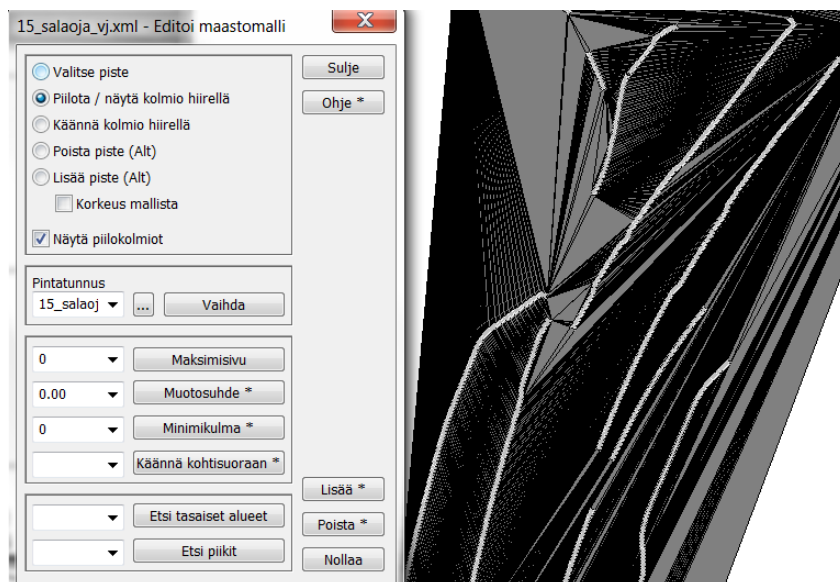 15_salaoja_vj.xml - Editoi maastomalli
Valitse piste
Sulje
Piilota / näytä kolmio hiirellä
Ohje *
Käännä kolmio hiirellä
Poista piste (Alt)
Lisää piste (Alt)
Korkeus mallista
Näytä piilokolmiot
Pintatunnus
15_salaoj
...
Vaihda
0
Maksimisivu
0.00
Muotosuhde *
0
Minimikulma *
Käännä kohtisuoraan *
Lisää *
Etsi tasaiset alueet
Poista *
Etsi piikit
Nollaa